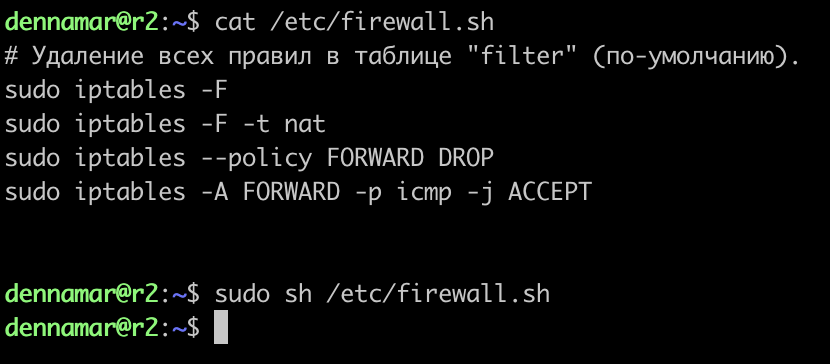 dennamar@r2:~$ cat /etc/firewall.sh
# Удаление всех правил в таблице "filter" (по-умолчанию).
sudo iptables -F
sudo iptables -F -t nat
sudo iptables --policy FORWARD DROP
sudo iptables -A FORWARD -p icmp -j ACCEPT
dennamar@r2:~$ sudo sh /etc/firewall.sh
dennamar@r2:~$